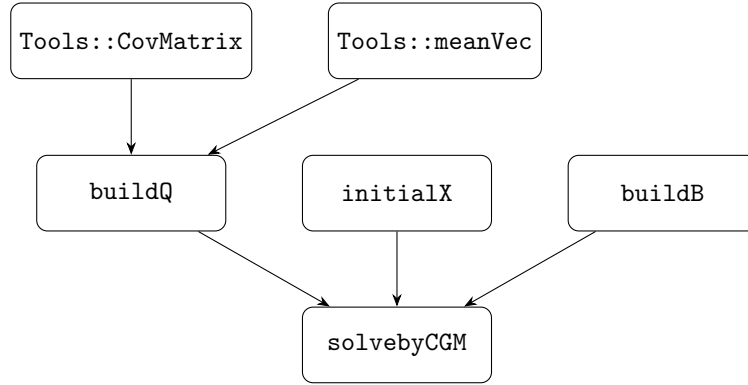 Tools::CovMatrix
Tools::meanVec
buildQ
initialX
buildB
solvebyCGM